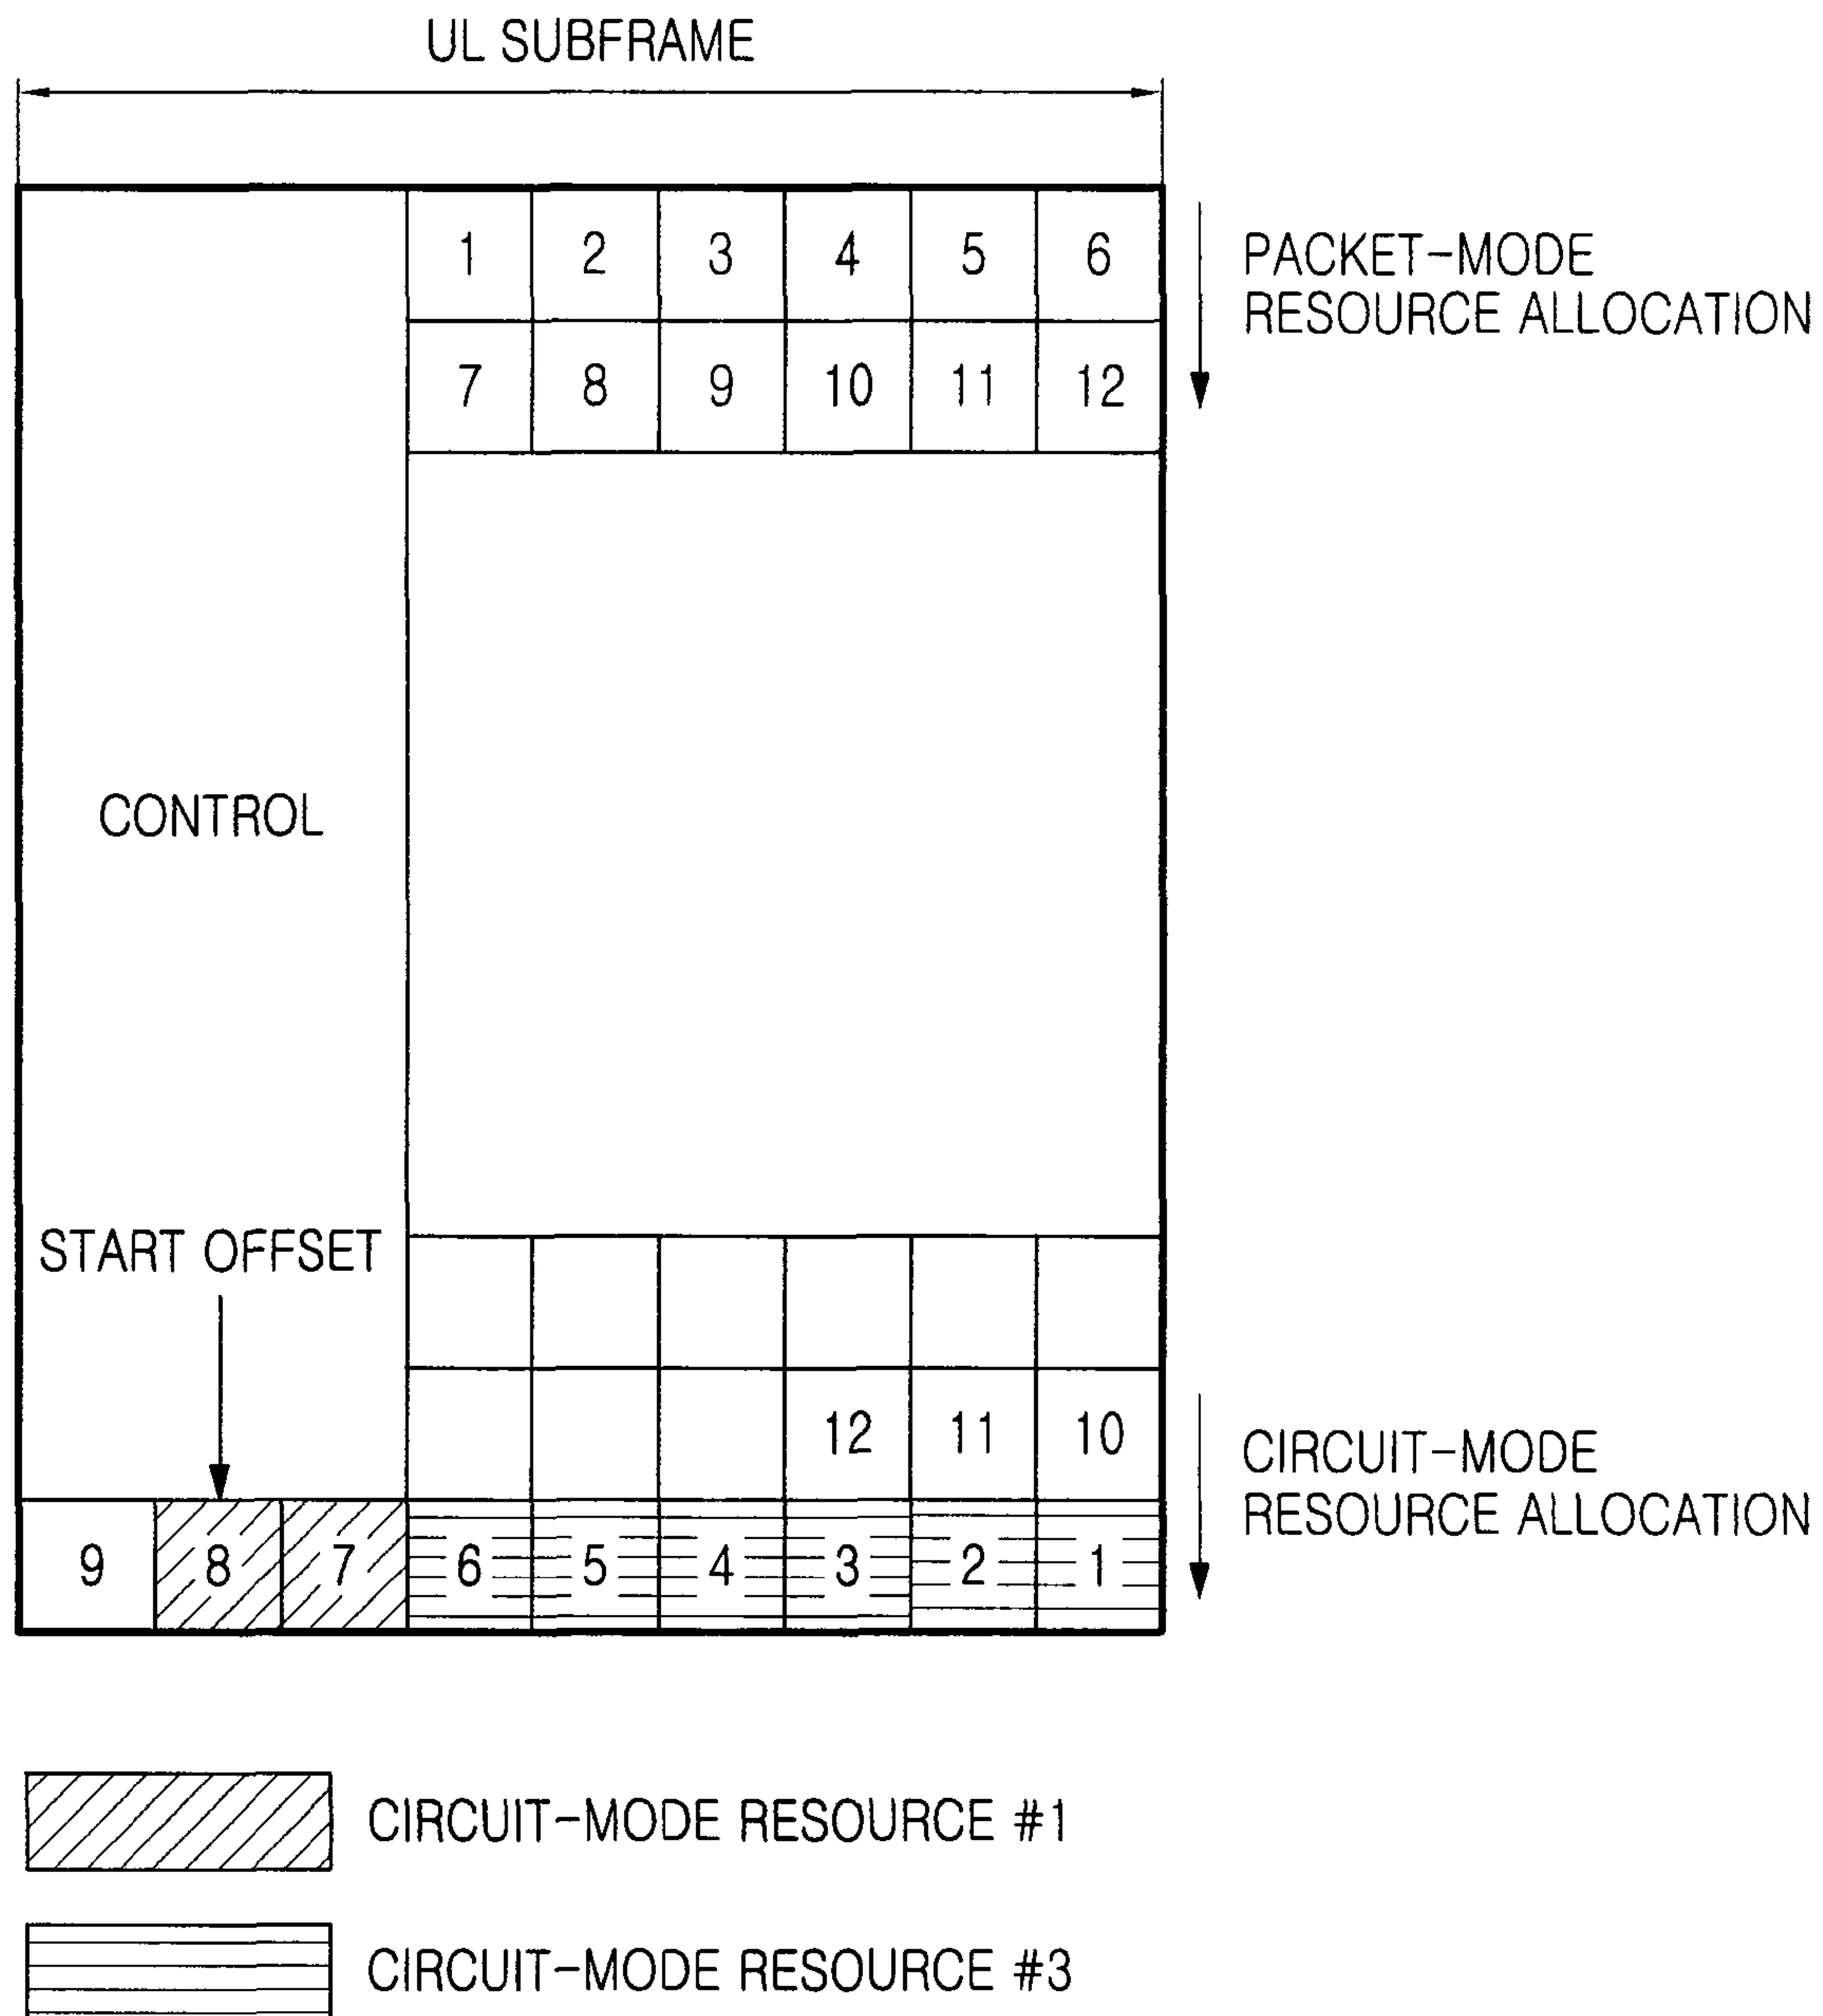 UL SUBFRAME
1 2 3 4 5 6
7 8 9 10 11 12
PACKET-MODE
RESOURCE ALLOCATION
CONTROL
START OFFSET
12 11 10
9 8 7 6 5 4 3 2 1
CIRCUIT-MODE
RESOURCE ALLOCATION
CIRCUIT-MODE RESOURCE #1
CIRCUIT-MODE RESOURCE #3